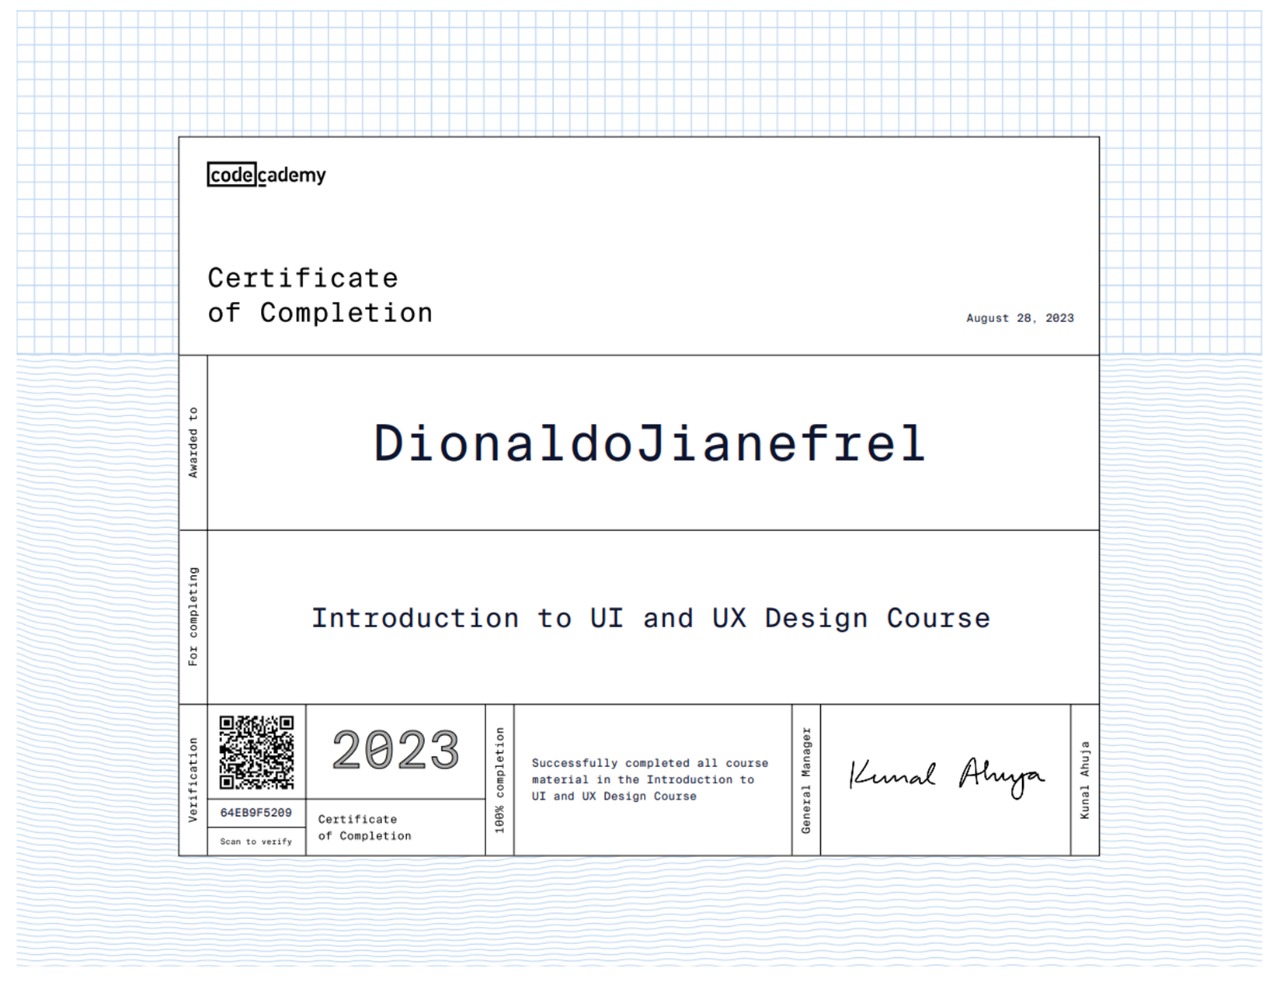 codecademy
Certificate
of Completion
August 28, 2023
Awarded to
DionaldoJianefrel
For completing
Introduction to UI and UX Design Course
Verification
64EB9F5209
Scan to verify
2023
Certificate
of Completion
100% completion
Successfully completed all course
material in the Introduction to
UI and UX Design Course
General Manager
Kunal Ahuja
Kunal Ahuja